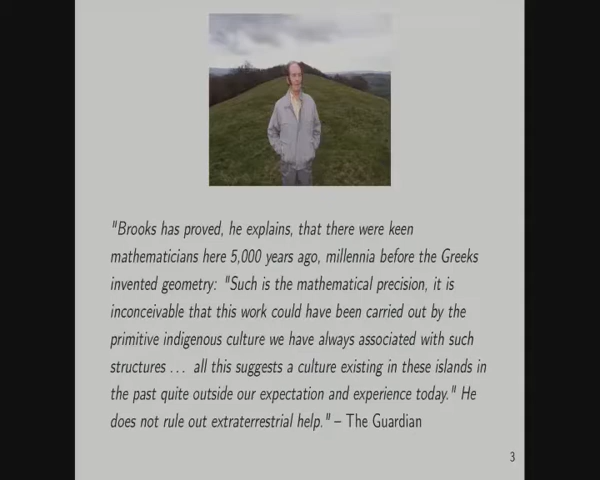 "Brooks has proved, he explains, that there were keen
mathematicians here 5,000 years ago, millennia before the Greeks
invented geometry: "Such is the mathematical precision, it is
inconceivable that this work could have been carried out by the
primitive indigenous culture we have always associated with such
structures ... all this suggests a culture existing in these islands in
the past quite outside our expectation and experience today." He
does not rule out extraterrestrial help." – The Guardian
3